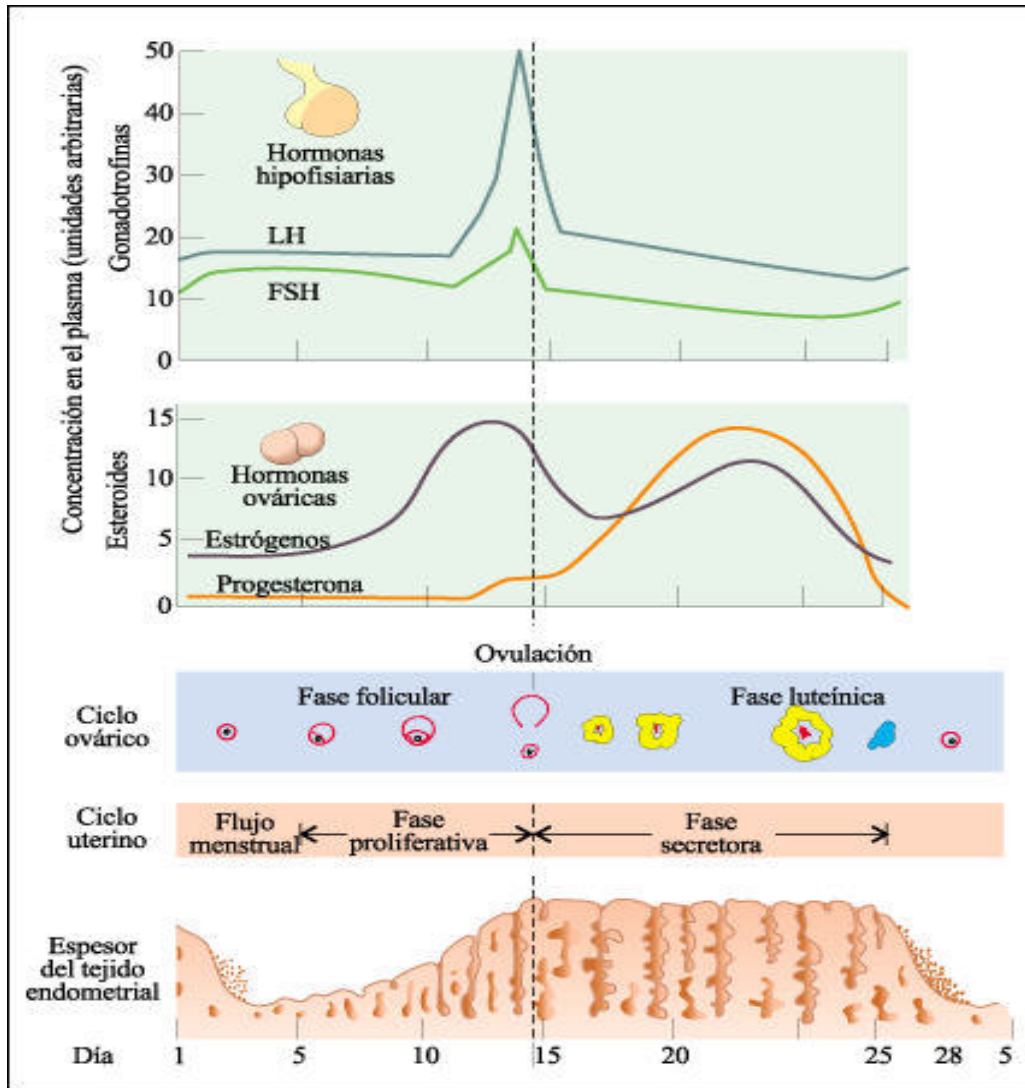 Concentración en el plasma (unidades arbitrarias)
Gonadotrofinas
50
40
30
20
10
0
Hormonas
hipofisiarias
LH
FSH
Esteroides
15
10
5
0
Hormonas
ováricas
Estrógenos
Progesterona
Ovulación
Ciclo
ovárico
Fase folicular
Fase luteínica
Ciclo
uterino
Flujo
menstrual
Fase
proliferativa
Fase
secretora
Espesor
del tejido
endometrial
Día
1 5 10 15 20 25 28 5